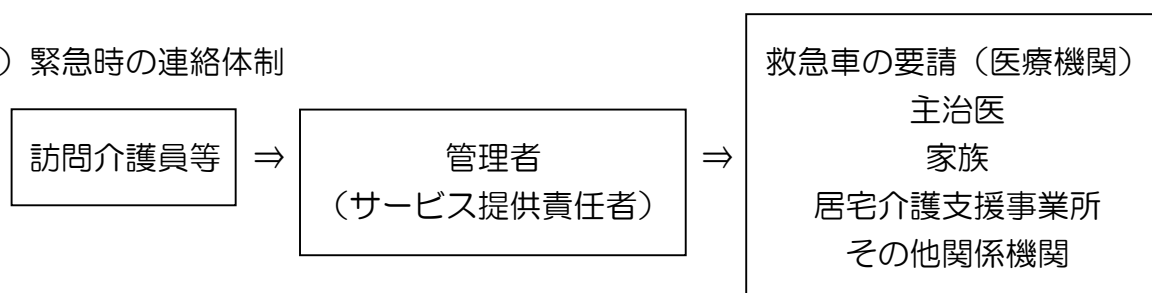 ）緊急時の連絡体制
訪問介護員等
⇒
管理者
（サービス提供責任者）
⇒
救急車の要請（医療機関）
主治医
家族
居宅介護支援事業所
その他関係機関